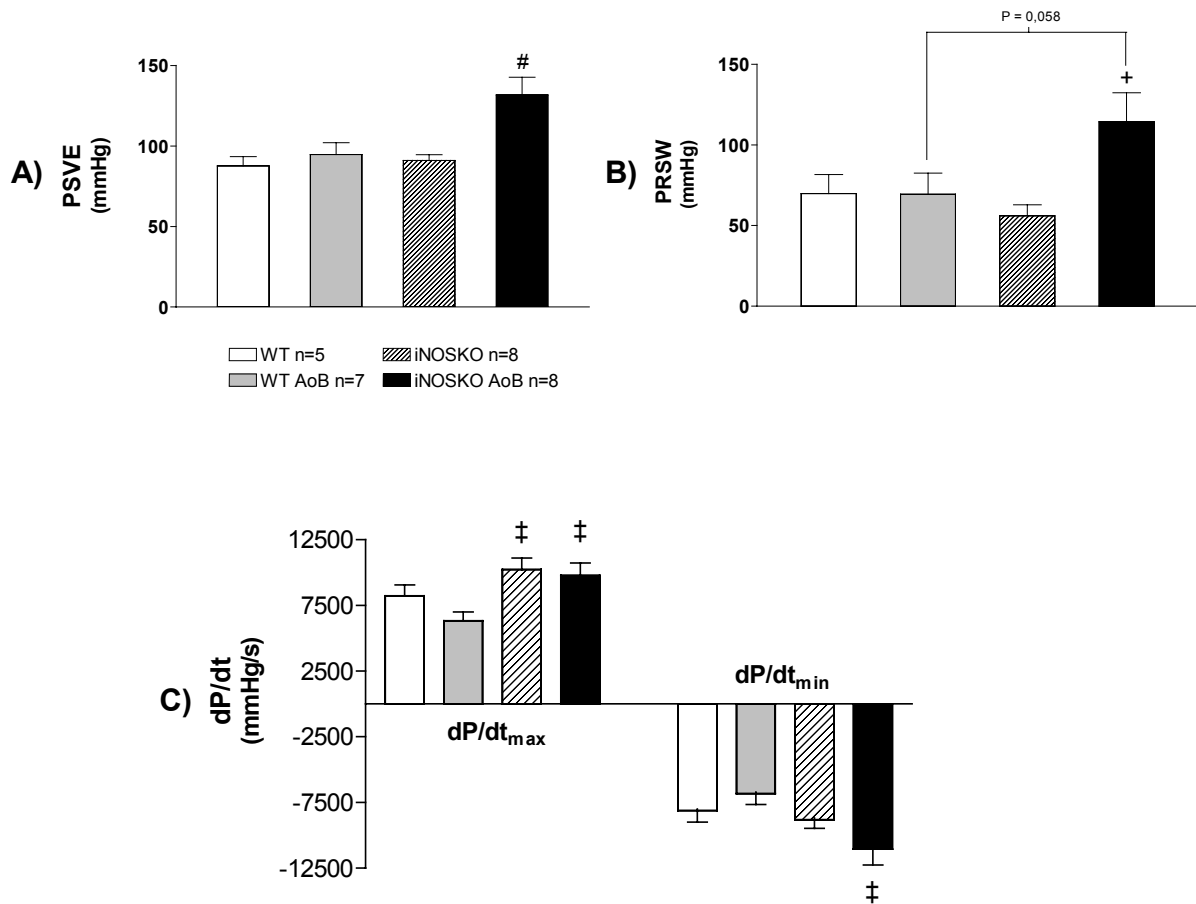 P = 0,058
A)
PSVE
(mmHg)
150
100
50
0
#
B)
PRSW
(mmHg)
150
100
50
0
+
WT n=5
iNOSKO n=8
WT AoB n=7
iNOSKO AoB n=8
C)
dP/dt
(mmHg/s)
12500
7500
2500
-2500
-7500
-12500
‡
‡
dP/dtmax
dP/dtmin
‡